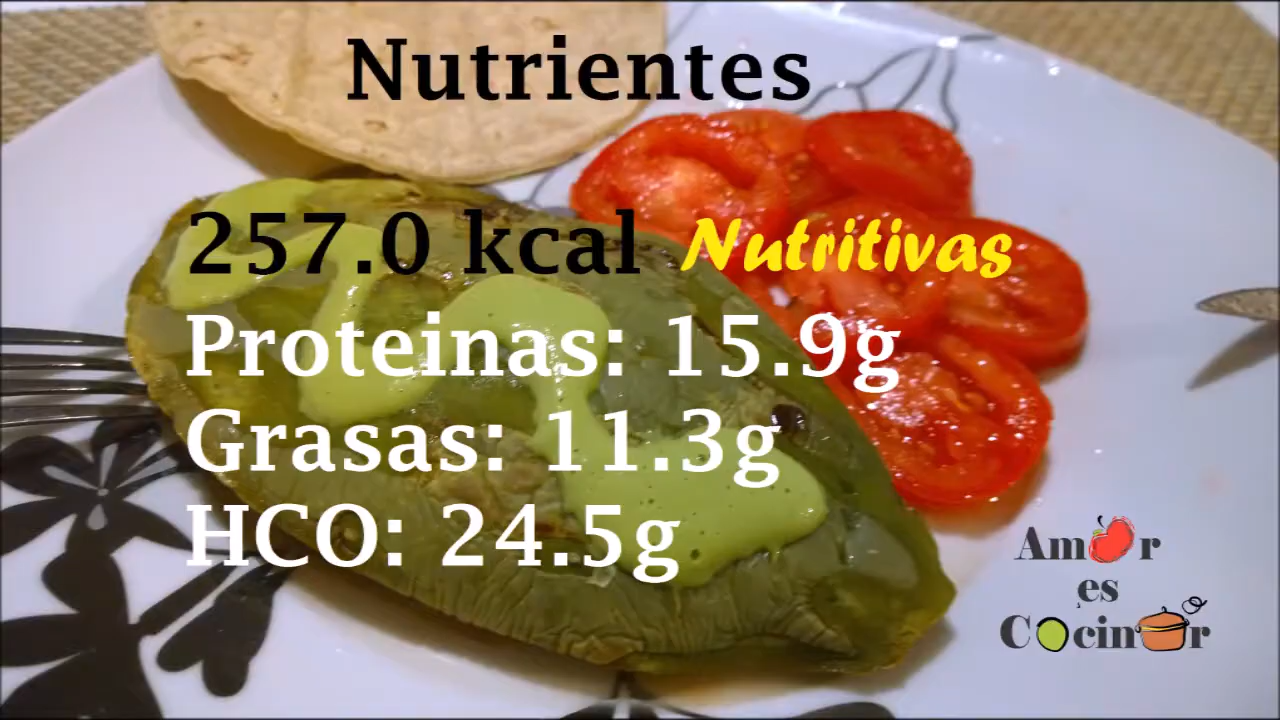 Nutrientes
257.0 kcal Nutritivas
Proteinas: 15.9g
Grasas: 11.3g
HCO: 24.5g
Amor
es
Cocinar